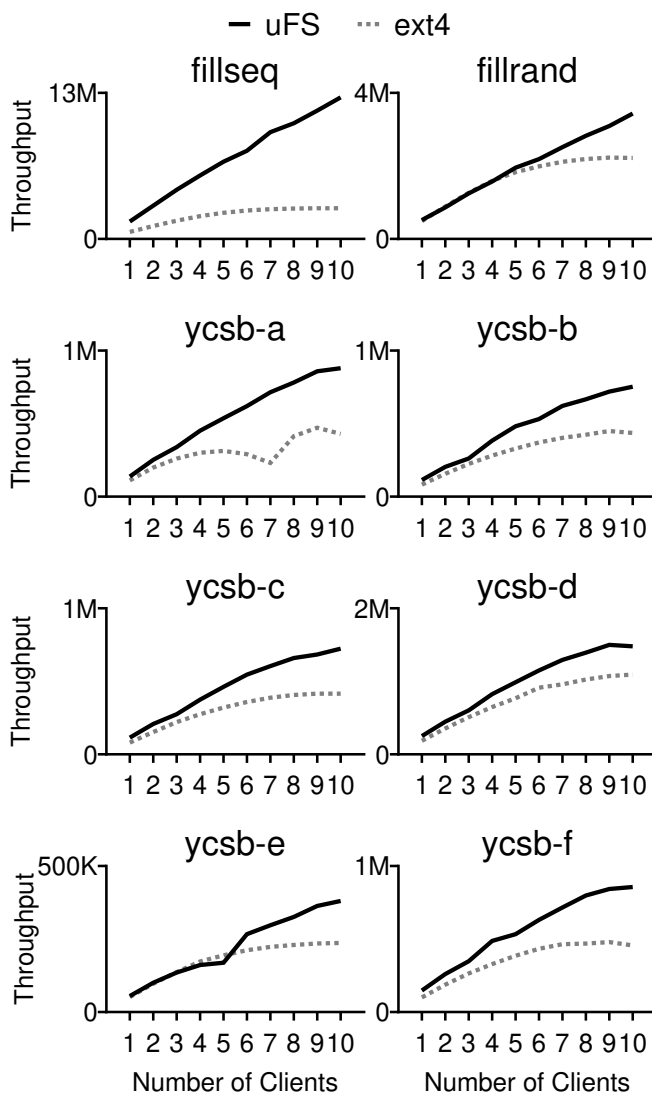 uFS ext4
fillseq fillrand
Throughput
13M
0
1 2 3 4 5 6 7 8 9 10
4M
0
1 2 3 4 5 6 7 8 9 10
ycsb-a ycsb-b
Throughput
1M
0
1 2 3 4 5 6 7 8 9 10
1M
0
1 2 3 4 5 6 7 8 9 10
ycsb-c ycsb-d
Throughput
1M
0
1 2 3 4 5 6 7 8 9 10
2M
0
1 2 3 4 5 6 7 8 9 10
ycsb-e ycsb-f
Throughput
500K
0
1 2 3 4 5 6 7 8 9 10
1M
0
1 2 3 4 5 6 7 8 9 10
Number of Clients Number of Clients